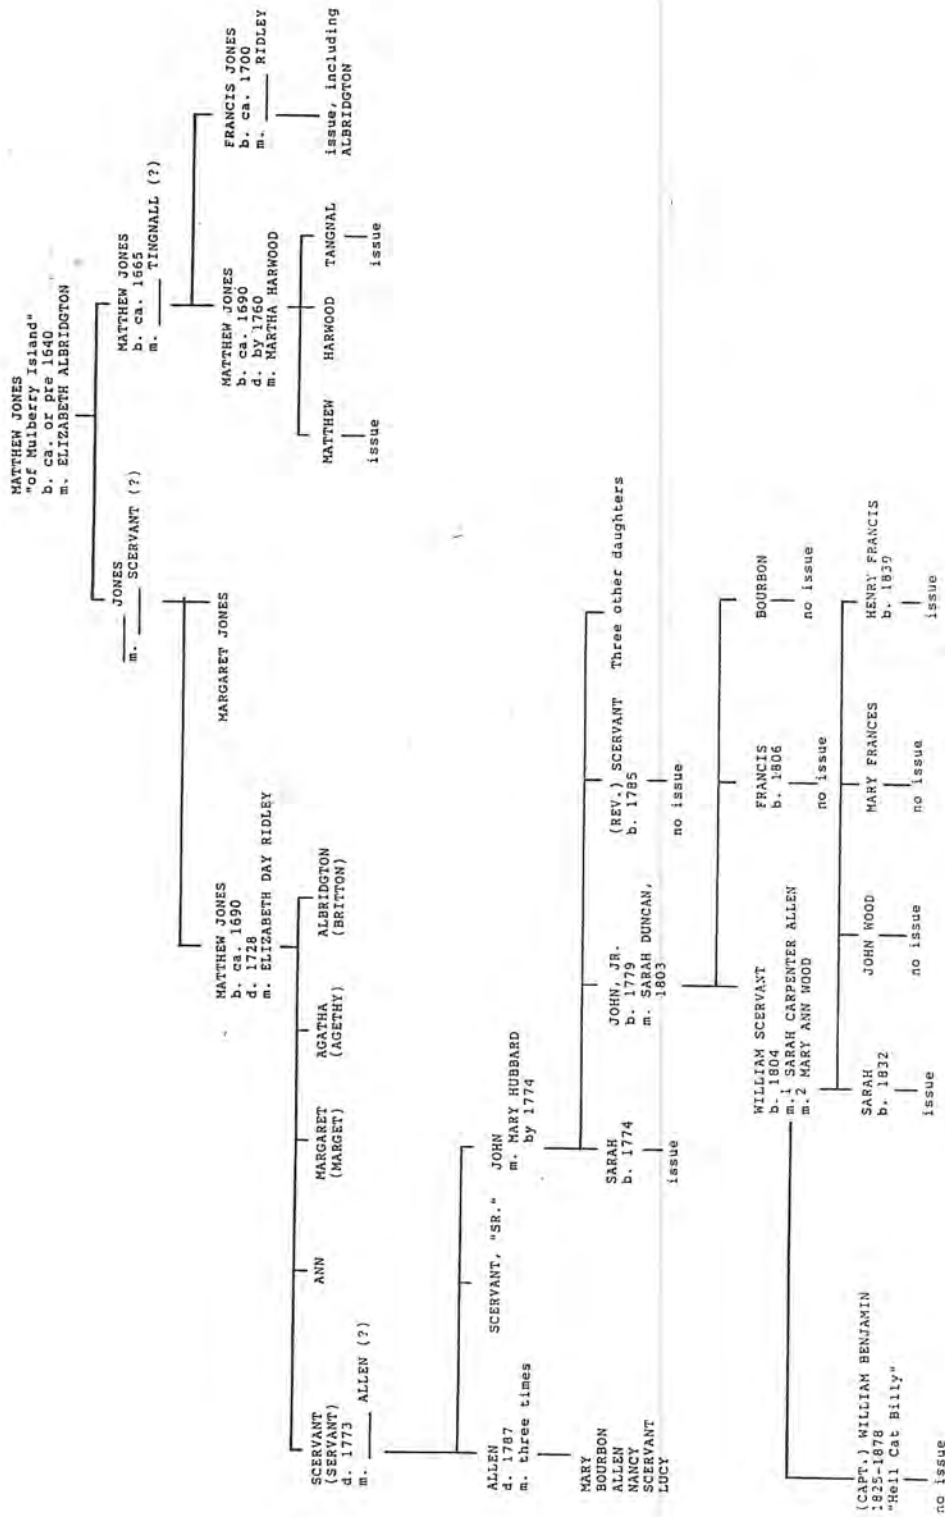 MATTHEW JONES
"of Mulberry Island"
b. ca. or pre 1640
m. ELIZABETH ALBRIDGTON
____ JONES
m. ____ SCERVANT (?)
MATTHEW JONES
b. ca. 1665
m. ____ TINGNALL (?)
MARGARET JONES
MATTHEW JONES
b. ca. 1690
d. 1728
m. ELIZABETH DAY RIDLEY
MATTHEW JONES
b. ca. 1690
d. by 1760
m. MARTHA HARWOOD
FRANCIS JONES
b. ca. 1700
m. ____ RIDLEY
SCERVANT
(SERVANT)
d. 1773
m. ____ ALLEN (?)
ANN
MARGARET
(MARGET)
AGATHA
(AGETHY)
ALBRIDGTON
(BRITTON)
MATTHEW
issue
HARWOOD
TANGNAL
issue
issue, including
ALBRIDGTON
ALLEN
d. 1787
m. three times
SCERVANT, "SR."
JOHN
m. MARY HUBBARD
by 1774
MARY
BOURBON
ALLEN
NANCY
SCERVANT
LUCY
SARAH
b. 1774
issue
JOHN, JR.
b. 1779
m. SARAH DUNCAN,
1803
(REV.) SCERVANT
b. 1785
no issue
Three other daughters
WILLIAM SCERVANT
b. 1804
m.1 SARAH CARPENTER ALLEN
m.2 MARY ANN WOOD
FRANCIS
b. 1806
no issue
BOURBON
no issue
(CAPT.) WILLIAM BENJAMIN
1825-1878
"Hell Cat Billy"
no issue
SARAH
b. 1832
issue
JOHN WOOD
no issue
MARY FRANCES
no issue
HENRY FRANCIS
b. 1839
issue